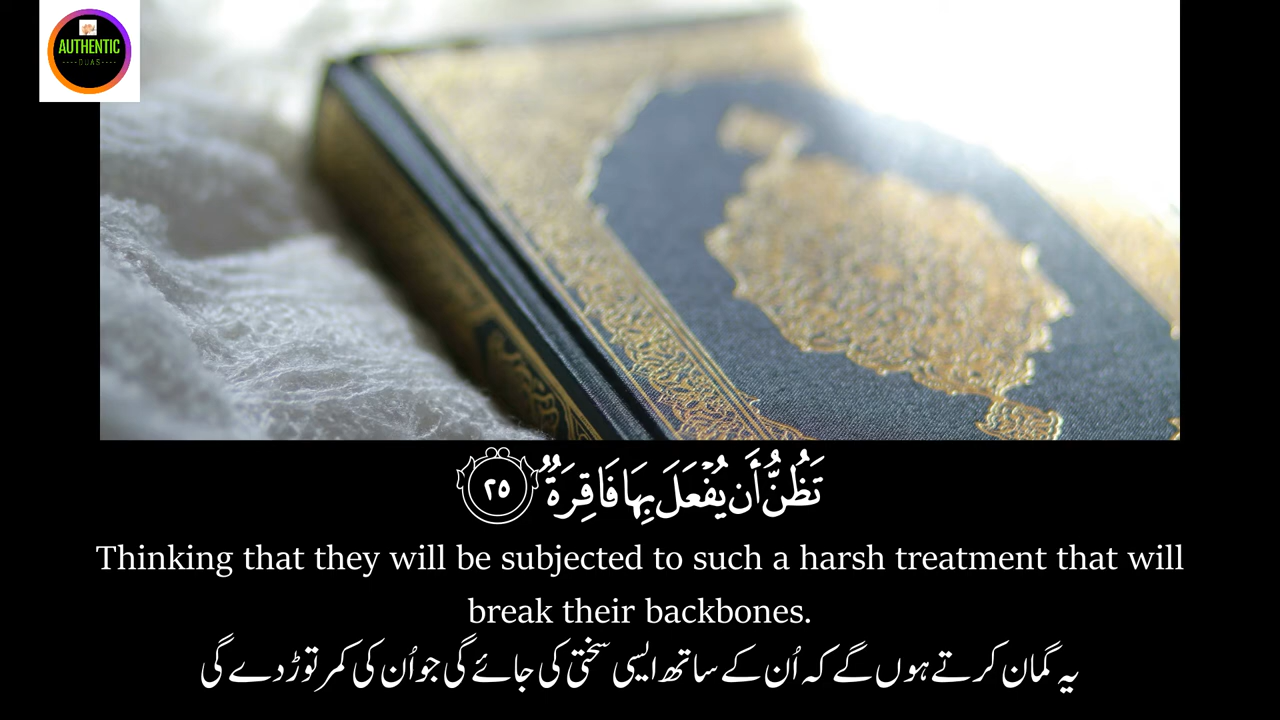 AUTHENTIC
----DUAS----
تَظُنُّ أَن يُفْعَلَ بِهَا فَاقِرَةٌ ٢٥
Thinking that they will be subjected to such a harsh treatment that will
break their backbones.
یہ گمان کرتے ہوں گے کہ اُن کے ساتھ ایسی سختی کی جائے گی جو اُن کی کمر توڑ دے گی